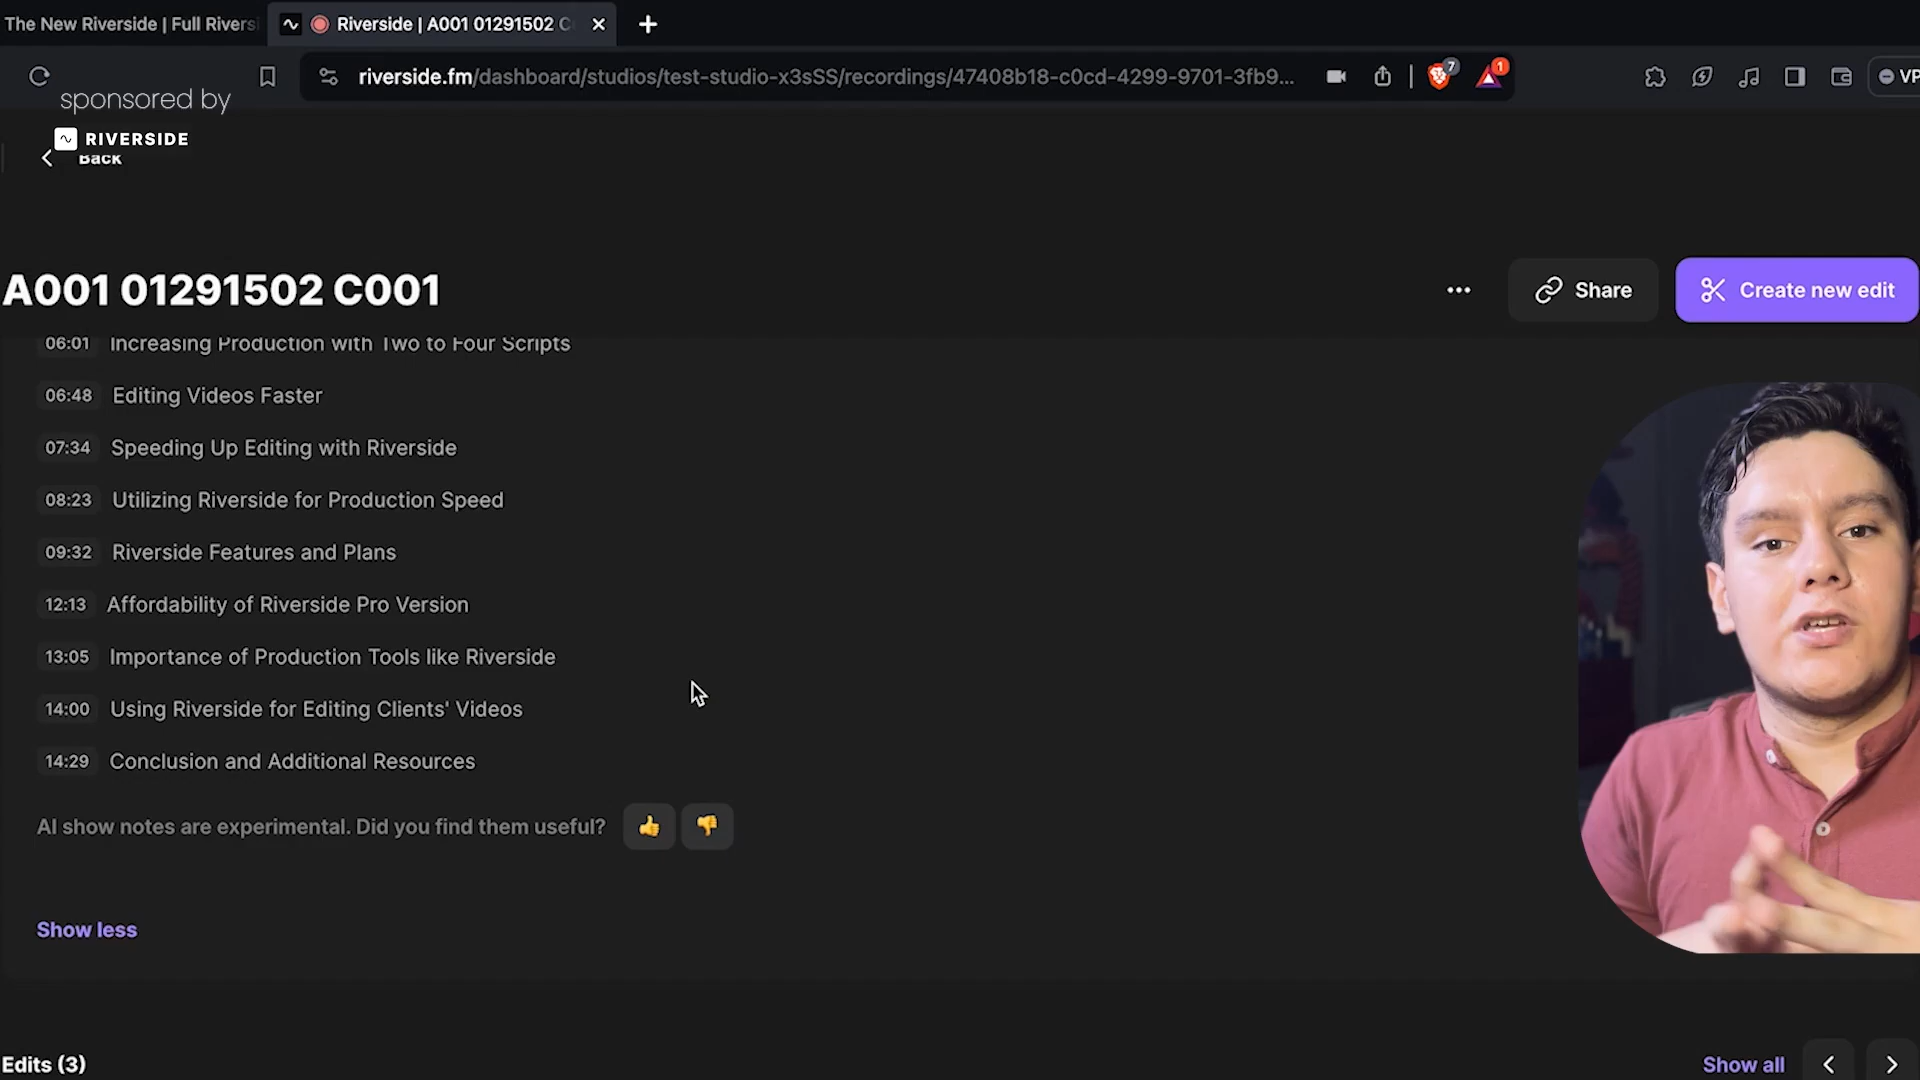 The New Riverside | Full Riversi
Riverside | A001 01291502 C
riverside.fm/dashboard/studios/test-studio-x3sSS/recordings/47408b18-c0cd-4299-9701-3fb9...
7
1
VP
sponsored by
RIVERSIDE
Back
A001 01291502 C001
Share
Create new edit
06:01 Increasing Production with Two to Four Scripts
06:48 Editing Videos Faster
07:34 Speeding Up Editing with Riverside
08:23 Utilizing Riverside for Production Speed
09:32 Riverside Features and Plans
12:13 Affordability of Riverside Pro Version
13:05 Importance of Production Tools like Riverside
14:00 Using Riverside for Editing Clients' Videos
14:29 Conclusion and Additional Resources
AI show notes are experimental. Did you find them useful?
Show less
Edits (3)
Show all